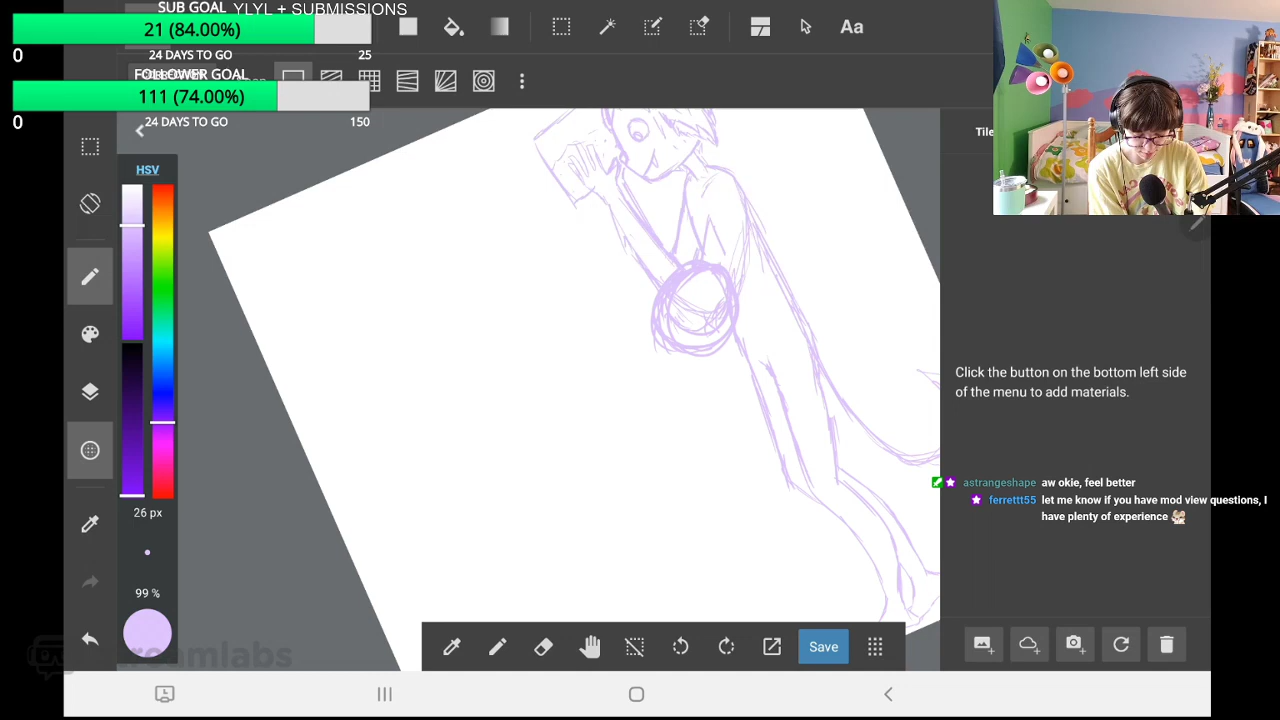 SUB GOAL
YLYL + SUBMISSIONS
21 (84.00%)
0
24 DAYS TO GO
25
FOLLOWER GOAL
111 (74.00%)
0
24 DAYS TO GO
150
Aa
HSV
26 px
99 %
Tile
Click the button on the bottom left side
of the menu to add materials.
astrangeshape aw okie, feel better
ferrettt55 let me know if you have mod view questions, I
have plenty of experience
Save